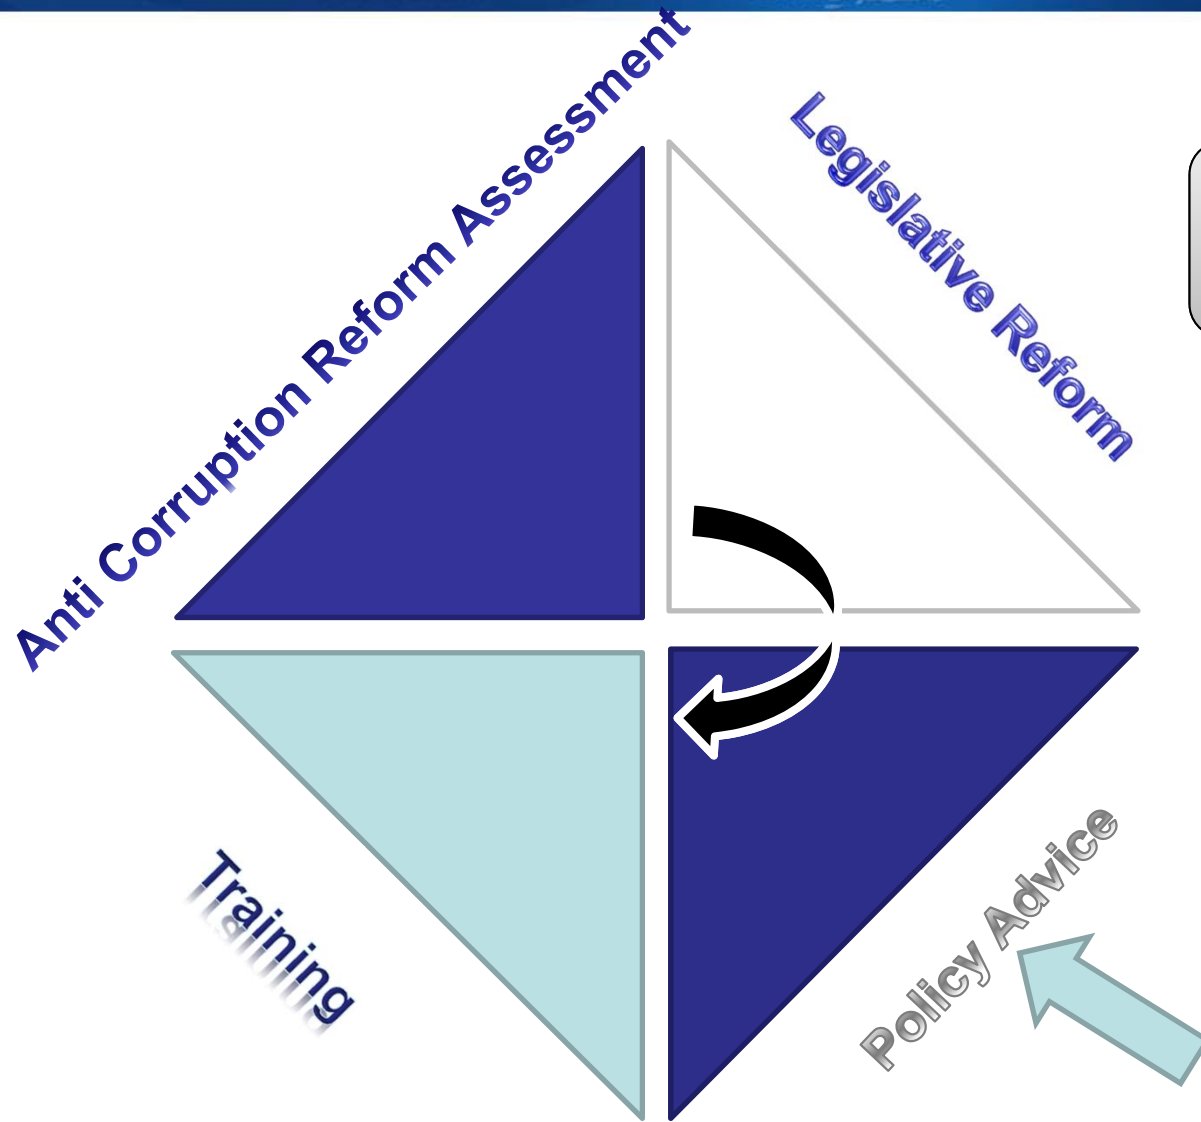 Anti Corruption Reform Assessment
Legislative Reform
Training
Policy Advice